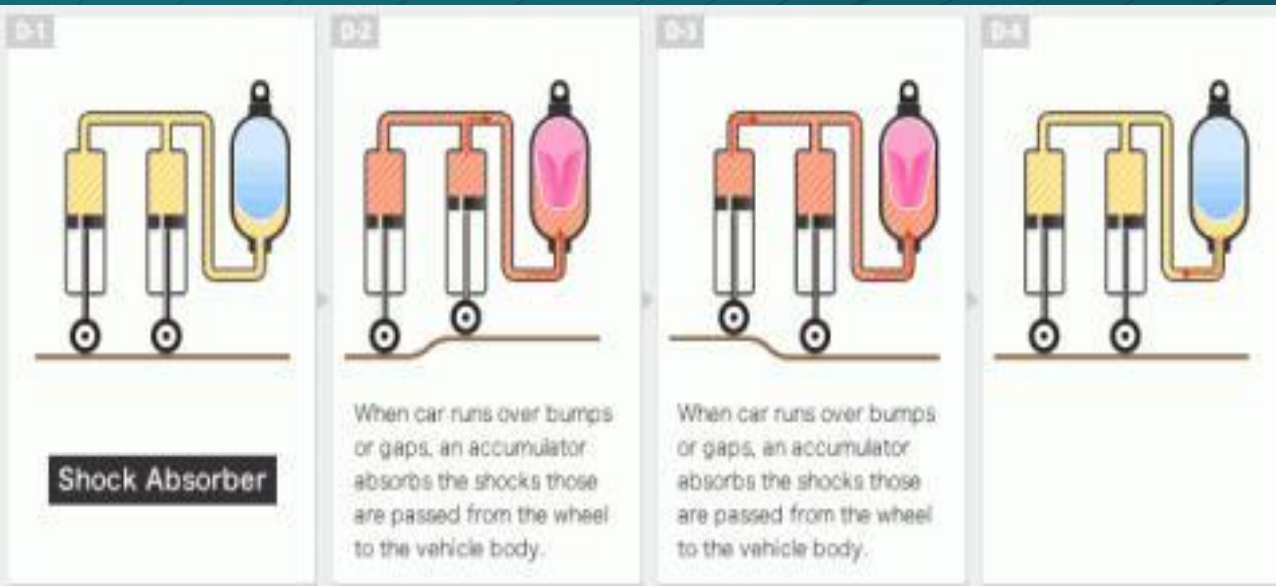 D-1
D-2
D-3
D-4
Shock Absorber
When car runs over bumps
or gaps, an accumulator
absorbs the shocks those
are passed from the wheel
to the vehicle body.
When car runs over bumps
or gaps, an accumulator
absorbs the shocks those
are passed from the wheel
to the vehicle body.